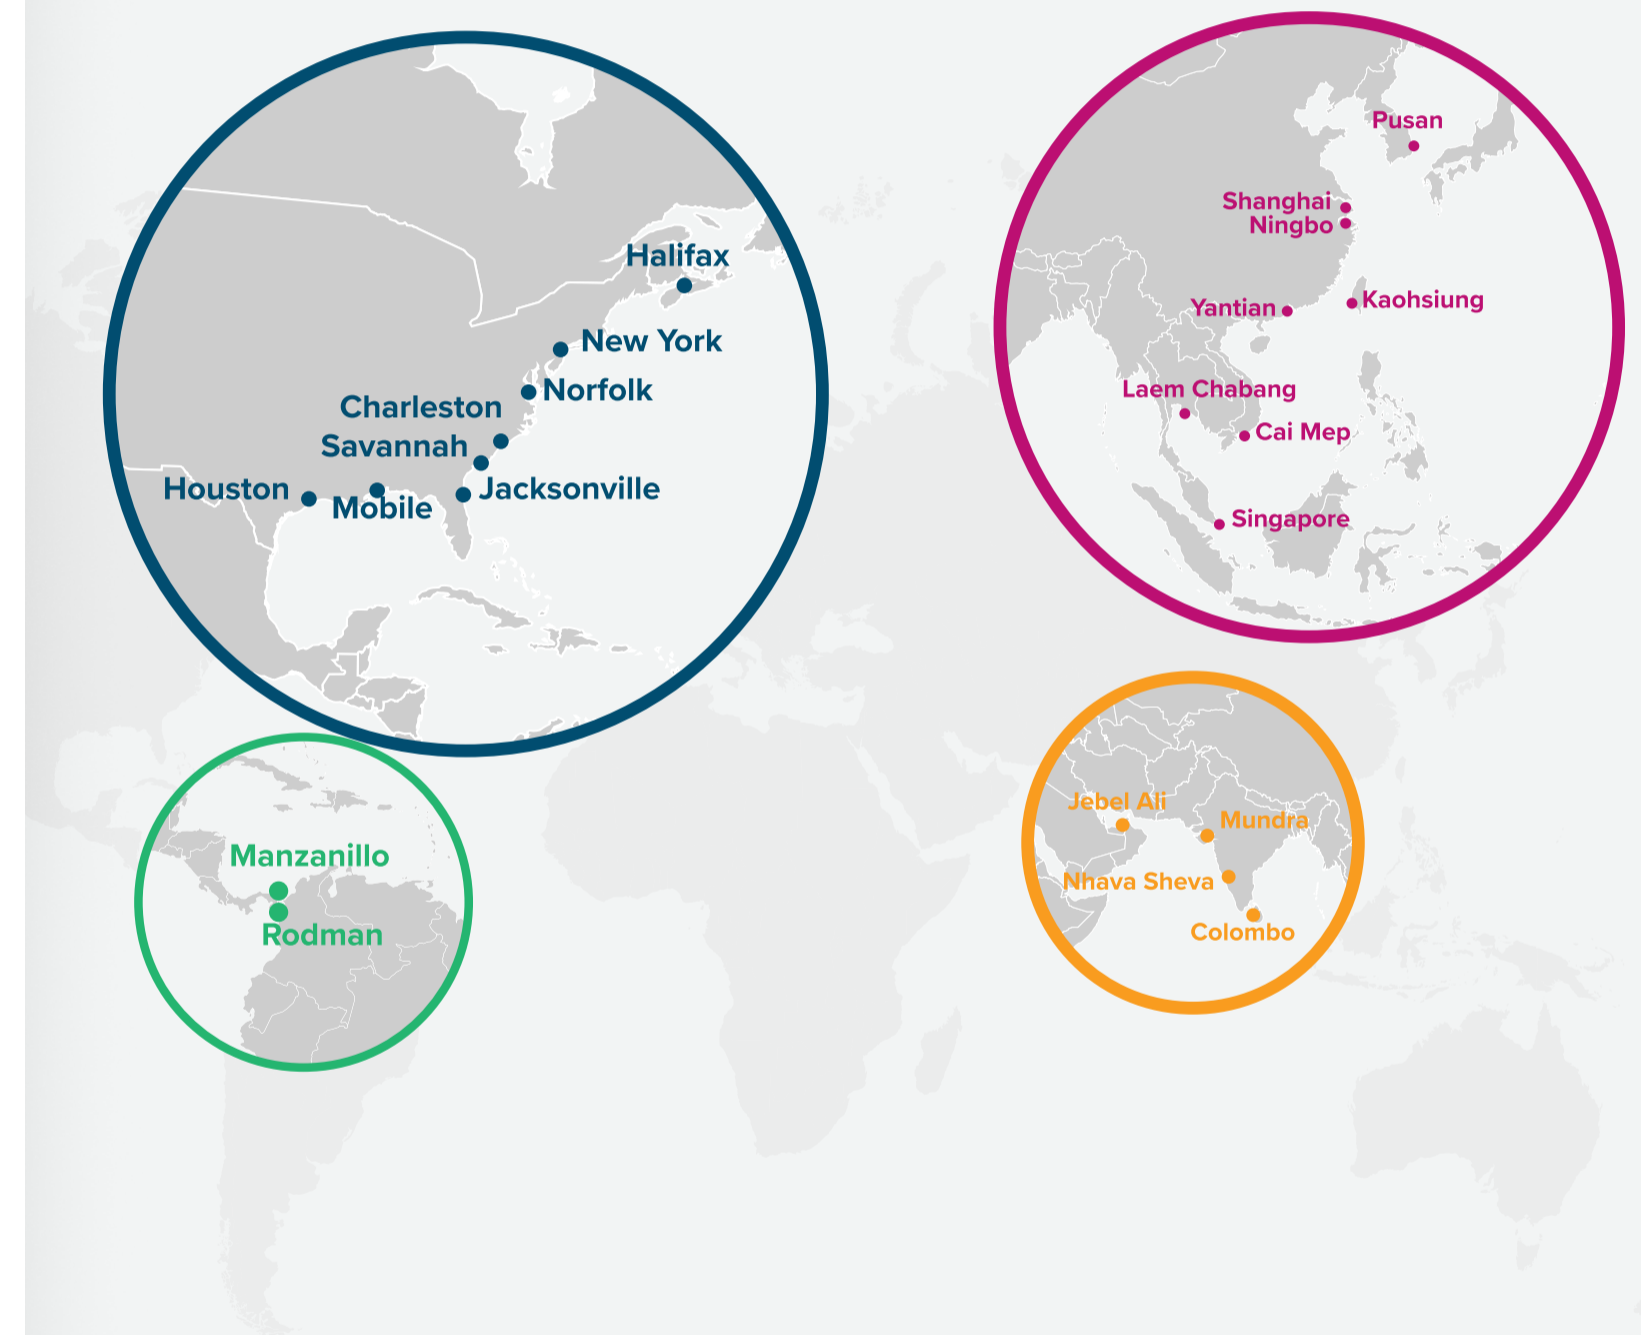 Halifax
New York
Norfolk
Charleston
Savannah
Houston
Mobile
Jacksonville
Pusan
Shanghai
Ningbo
Yantian
Kaohsiung
Laem Chabang
Cai Mep
Singapore
Manzanillo
Rodman
Jebel Ali
Mundra
Nhava Sheva
Colombo